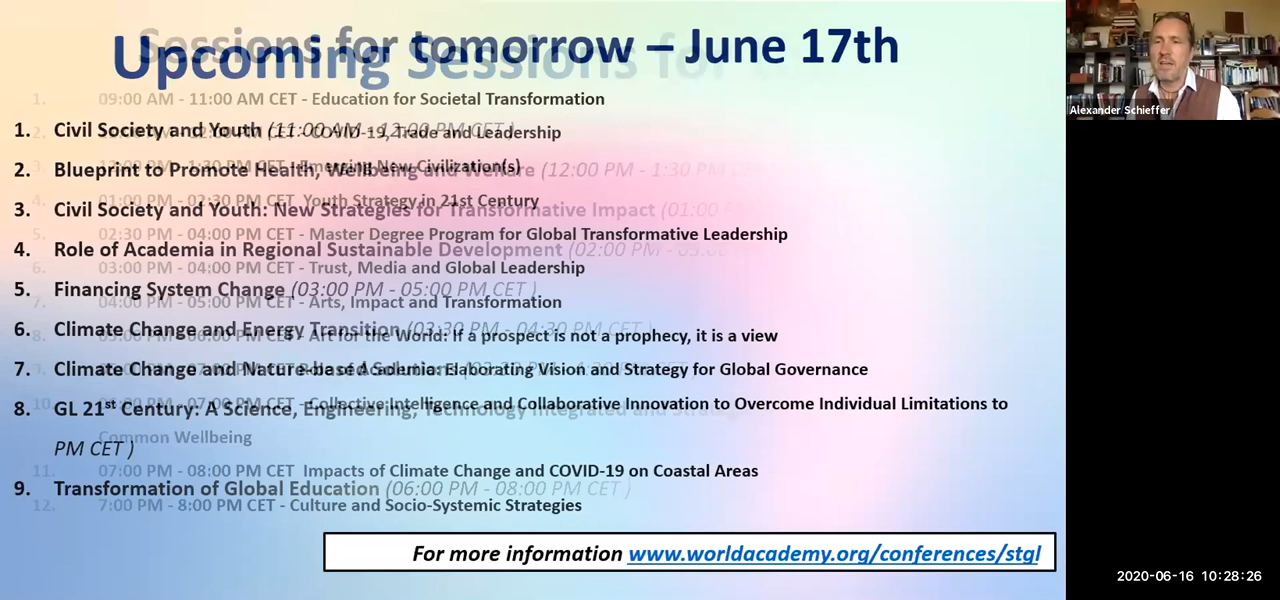 Upcoming Sessions for
Sessions for tomorrow – June 17th
1. 09:00 AM - 11:00 AM CET - Education for Societal Transformation
1. Civil Society and Youth (11:00 AM - 12:00 PM CET )
COVID-19, Trade and Leadership
Emerging New Civilization(s)
2. Blueprint to Promote Health, Wellbeing and Welfare (12:00 PM - 1:30 PM
4. 01:00 PM - 02:30 PM CET Youth Strategy in 21st Century
3. Civil Society and Youth: New Strategies for Transformative Impact (01:00 PM
5. 02:30 PM - 04:00 PM CET - Master Degree Program for Global Transformative Leadership
4. Role of Academia in Regional Sustainable Development (02:00 PM -
6. 03:00 PM - 04:00 PM CET - Trust, Media and Global Leadership
5. Financing System Change (03:00 PM - 05:00 PM CET )
7. 04:00 PM - 05:00 PM CET - Arts, Impact and Transformation
6. Climate Change and Energy Transition (03:30 PM - 04:30 PM CET )
8. Art for the World: If a prospect is not a prophecy, it is a view
7. Climate Change and Nature-based Solutions
Elaborating Vision and Strategy for Global Governance
10. Collective Intelligence and Collaborative Innovation to Overcome Individual Limitations to
8. GL 21st Century: A Science, Engineering, Technology Integrated and
Common Wellbeing
PM CET )
11. 07:00 PM - 08:00 PM CET Impacts of Climate Change and COVID-19 on Coastal Areas
9. Transformation of Global Education (06:00 PM - 08:00 PM CET )
12. 7:00 PM - 8:00 PM CET - Culture and Socio-Systemic Strategies
For more information www.worldacademy.org/conferences/stgl
Alexander Schieffer
2020-06-16 10:28:26